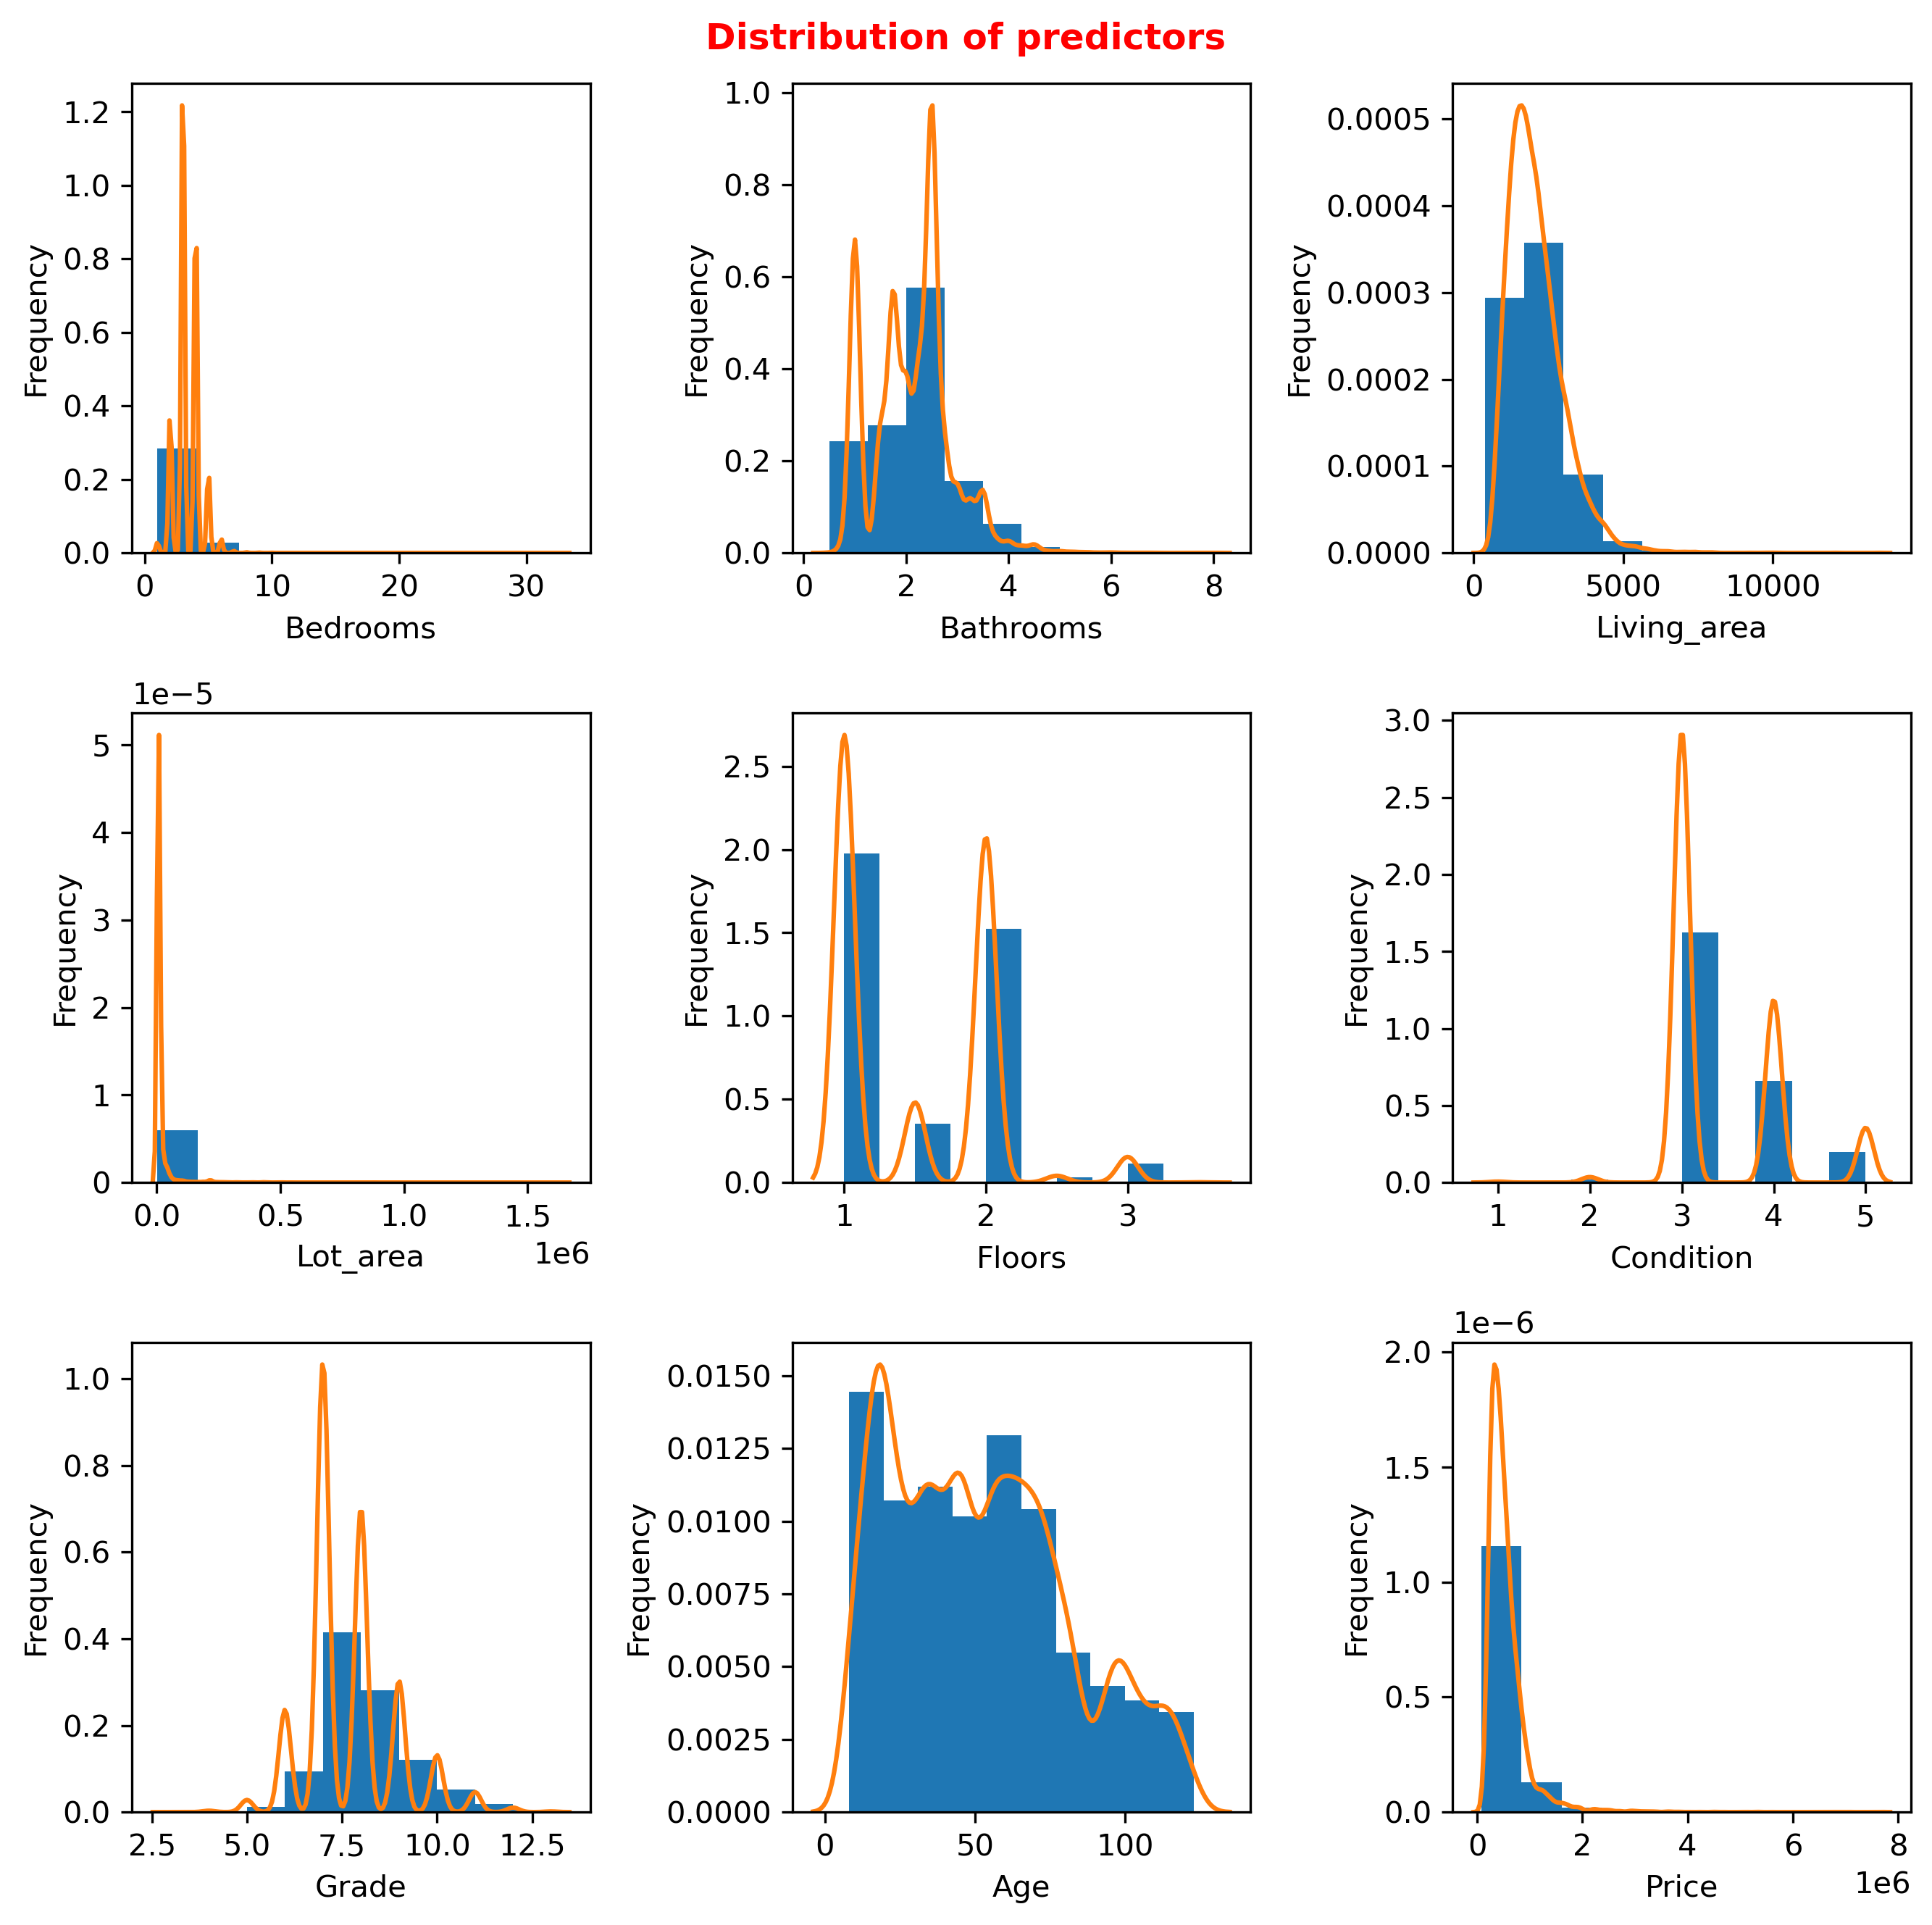 Distribution of predictors
Frequency
1.2
1.0
0.8
0.6
0.4
0.2
0.0
0 10 20 30
Bedrooms
Frequency
1.0
0.8
0.6
0.4
0.2
0.0
0 2 4 6 8
Bathrooms
Frequency
0.0005
0.0004
0.0003
0.0002
0.0001
0.0000
0 5000 10000
Living_area
1e−5
Frequency
5
4
3
2
1
0
0.0 0.5 1.0 1.5
1e6
Lot_area
Frequency
2.5
2.0
1.5
1.0
0.5
0.0
1 2 3
Floors
Frequency
3.0
2.5
2.0
1.5
1.0
0.5
0.0
1 2 3 4 5
Condition
Frequency
1.0
0.8
0.6
0.4
0.2
0.0
2.5 5.0 7.5 10.0 12.5
Grade
Frequency
0.0150
0.0125
0.0100
0.0075
0.0050
0.0025
0.0000
0 50 100
Age
1e−6
Frequency
2.0
1.5
1.0
0.5
0.0
0 2 4 6 8
1e6
Price